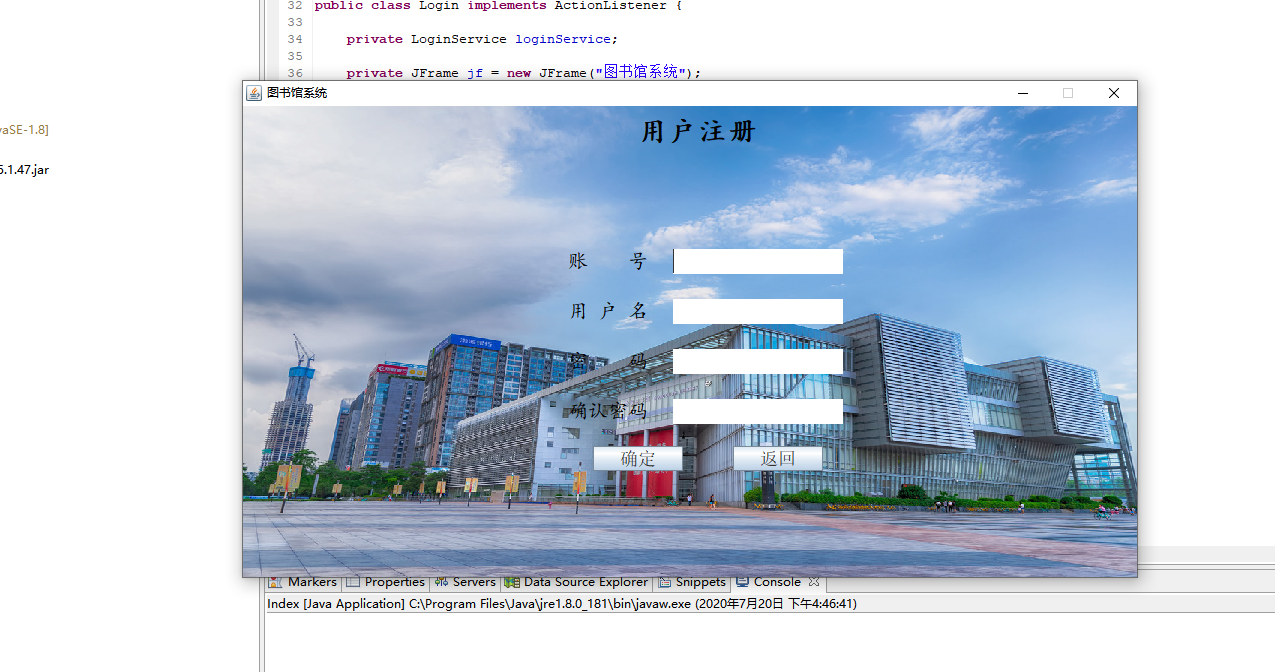 32 public class Login implements ActionListener {
33
34 private LoginService loginService;
35
36 private JFrame jf = new JFrame("图书馆系统");
图书馆系统
vaSE-1.8]
5.1.47.jar
用户注册
账 号
用 户 名
密 码
确认密码
确定 返回
Markers Properties Servers Data Source Explorer Snippets Console
Index [Java Application] C:\Program Files\Java\jre1.8.0_181\bin\javaw.exe (2020年7月20日 下午4:46:41)